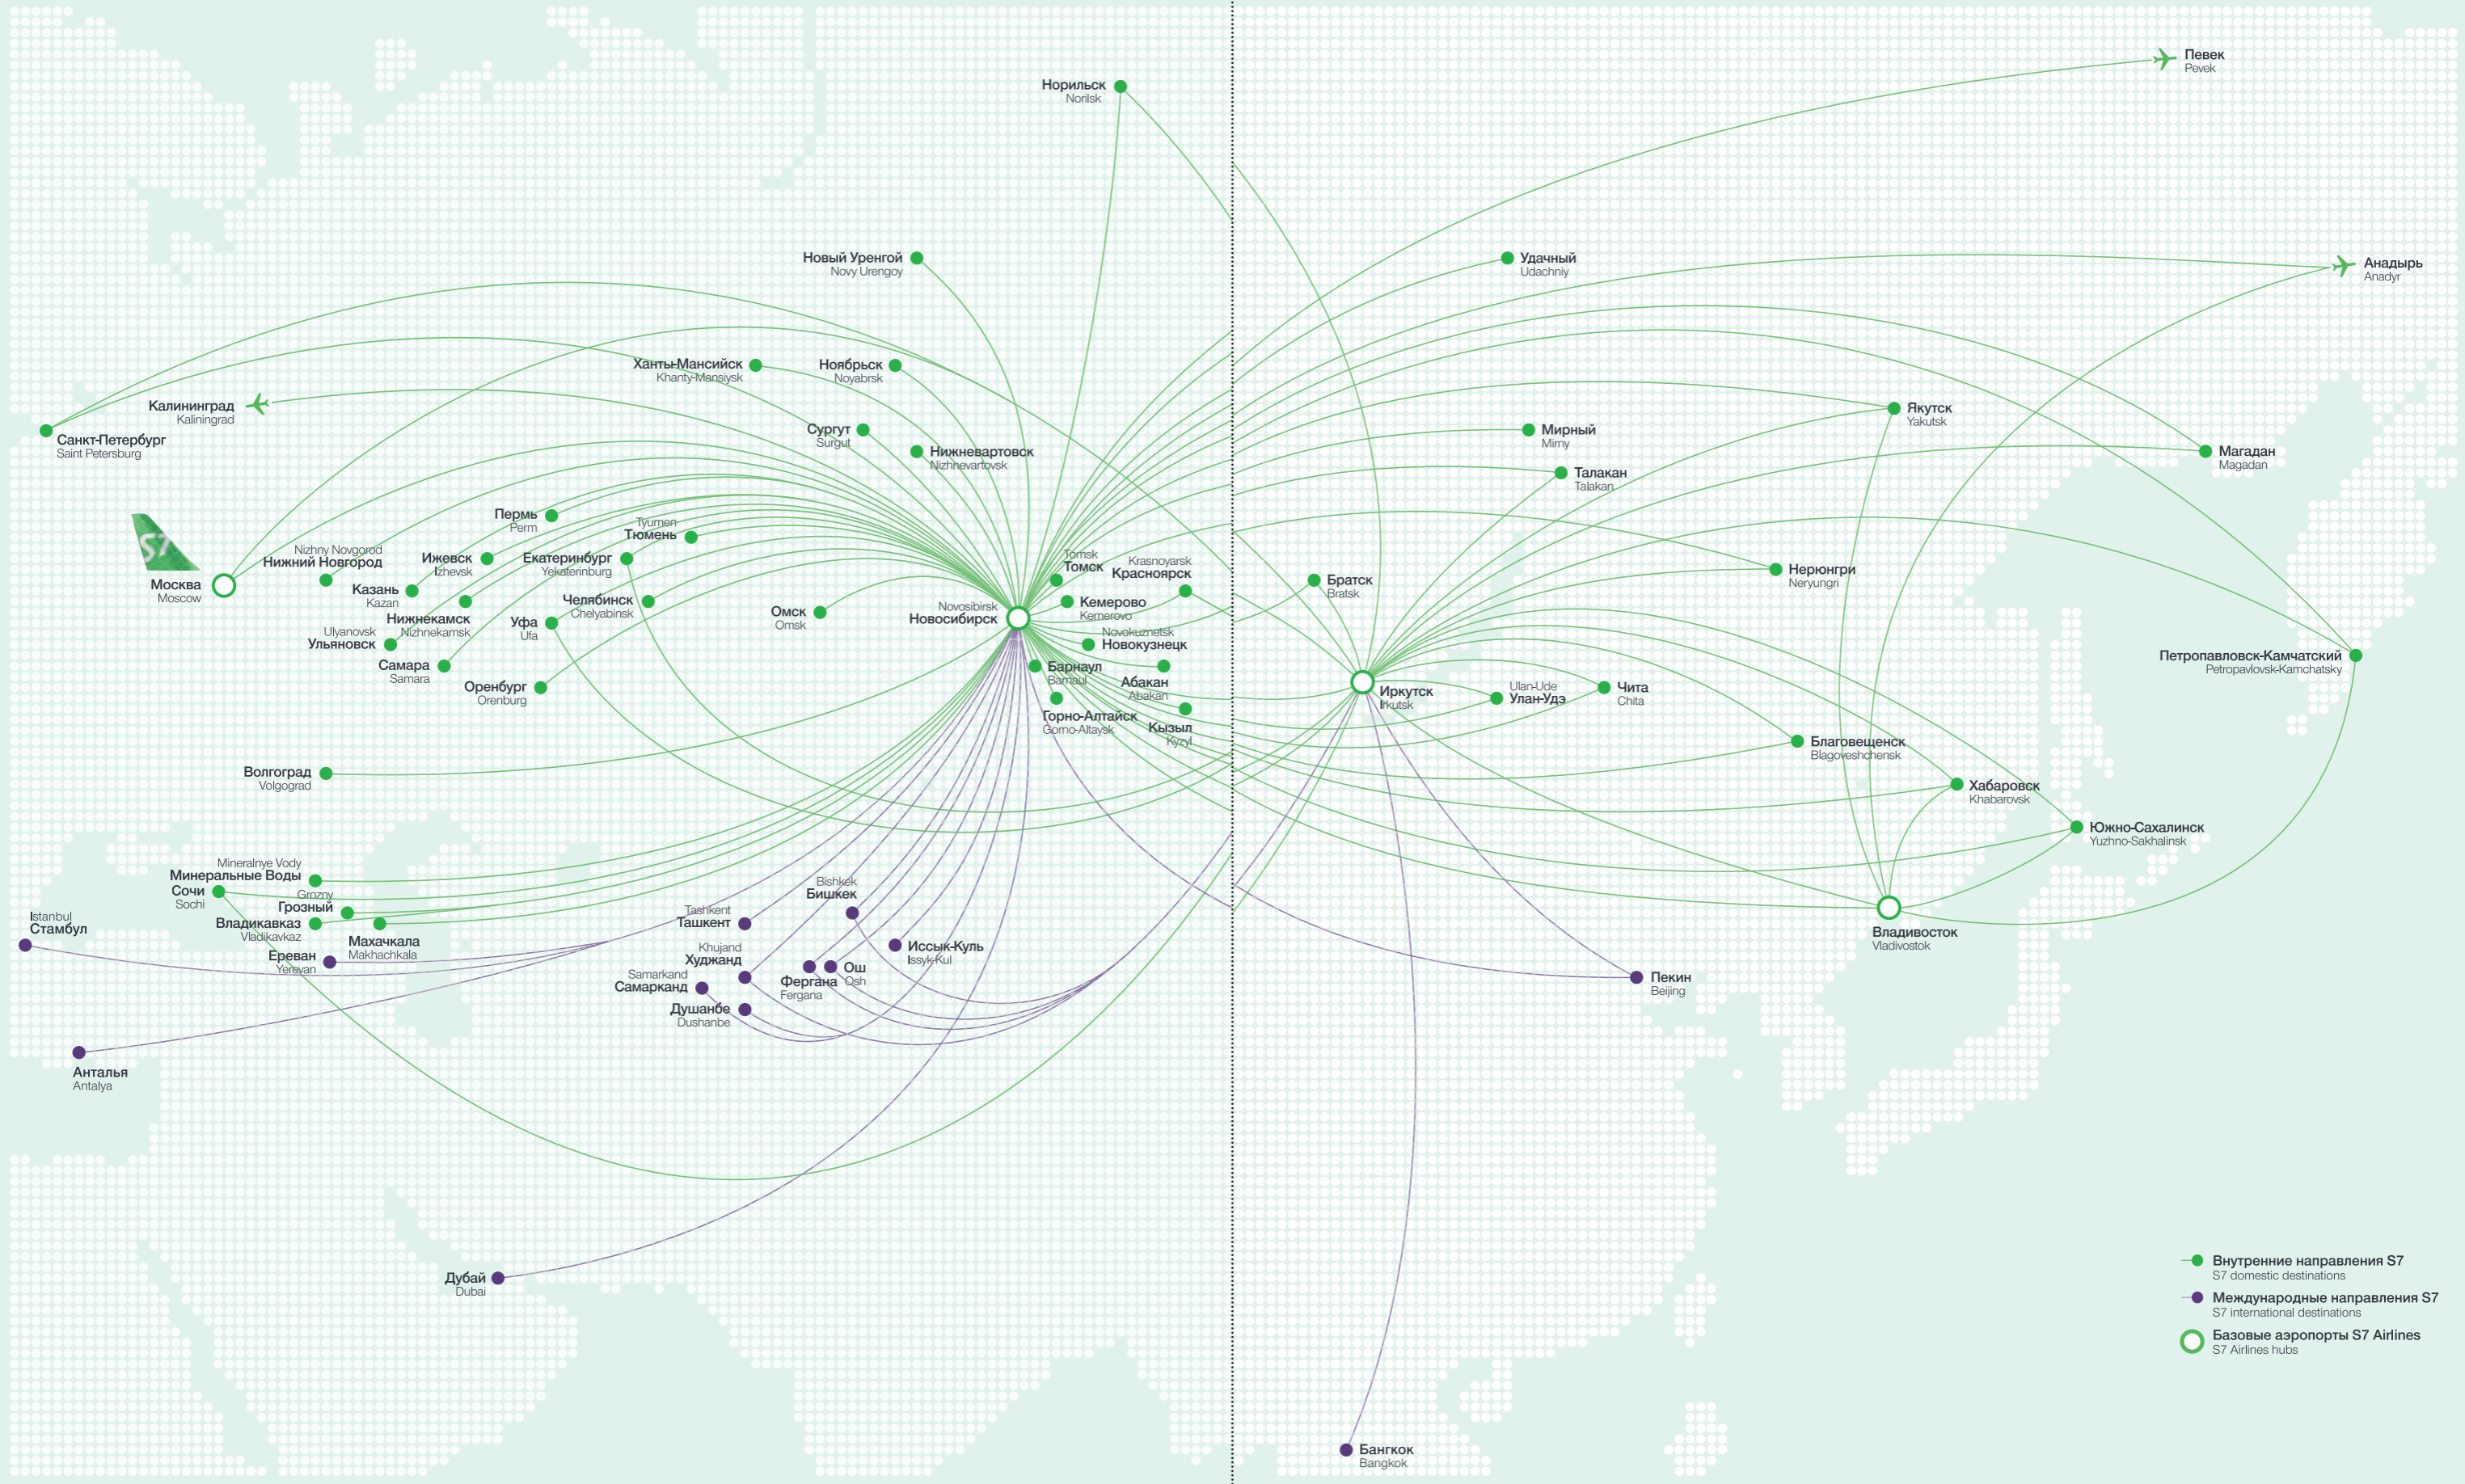 Певек
Pevek
Норильск
Norilsk
Новый Уренгой
Novy Urengoy
Удачный
Udachniy
Анадырь
Anadyr
Ханты-Мансийск
Khanty-Mansiysk
Ноябрьск
Noyabrsk
Калининград
Kaliningrad
Санкт-Петербург
Saint Petersburg
Сургут
Surgut
Нижневартовск
Nizhnevartovsk
Якутск
Yakutsk
Мирный
Mirny
Талакан
Talakan
Магадан
Magadan
S7
Москва
Moscow
Nizhny Novgorod
Нижний Новгород
Пермь
Perm
Tyumen
Тюмень
Ижевск
Izhevsk
Екатеринбург
Yekaterinburg
Казань
Kazan
Нижнекамск
Nizhnekamsk
Челябинск
Chelyabinsk
Уфа
Ufa
Ulyanovsk
Ульяновск
Самара
Samara
Оренбург
Orenburg
Омск
Omsk
Novosibirsk
Новосибирск
Tomsk
Томск
Krasnoyarsk
Красноярск
Кемерово
Kemerovo
Novokuznetsk
Новокузнецк
Барнаул
Barnaul
Абакан
Abakan
Горно-Алтайск
Gorno-Altaysk
Кызыл
Kyzyl
Братск
Bratsk
Нерюнгри
Neryungri
Иркутск
Irkutsk
Ulan-Ude
Улан-Удэ
Чита
Chita
Петропавловск-Камчатский
Petropavlovsk-Kamchatsky
Благовещенск
Blagoveshchensk
Хабаровск
Khabarovsk
Южно-Сахалинск
Yuzhno-Sakhalinsk
Владивосток
Vladivostok
Волгоград
Volgograd
Mineralnye Vody
Минеральные Воды
Сочи
Sochi
Grozny
Грозный
Владикавказ
Vladikavkaz
Махачкала
Makhachkala
Istanbul
Стамбул
Ереван
Yerevan
Анталья
Antalya
Bishkek
Бишкек
Tashkent
Ташкент
Иссык-Куль
Issyk-Kul
Khujand
Худжанд
Samarkand
Самарканд
Фергана
Fergana
Ош
Osh
Душанбе
Dushanbe
Пекин
Beijing
Дубай
Dubai
Бангкок
Bangkok
Внутренние направления S7
S7 domestic destinations
Международные направления S7
S7 international destinations
Базовые аэропорты S7 Airlines
S7 Airlines hubs